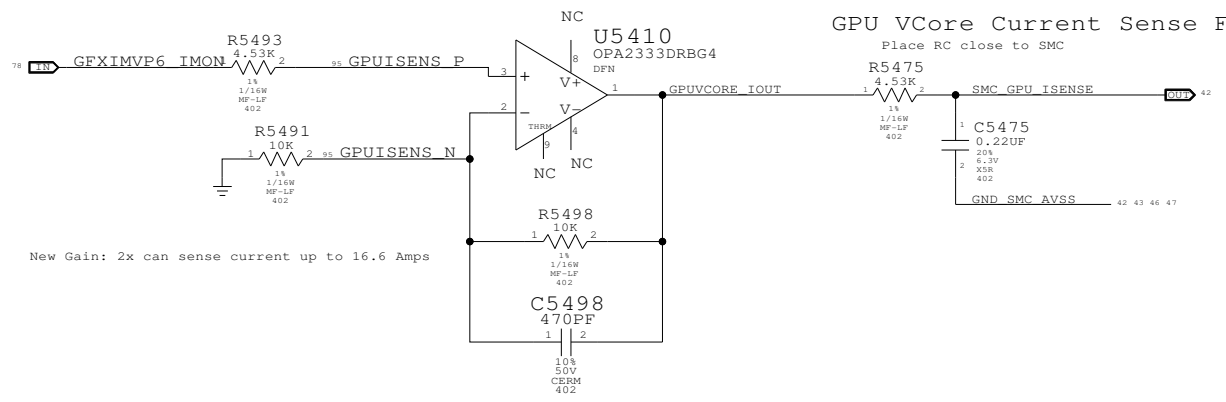 GPU VCore Current Sense F
Place RC close to SMC
NC
U5410
OPA2333DRBG4
DFN
R5493
4.53K
78 IN GFXIMVP6_IMON 1 2 95 GPUISENS_P
1%
1/16W
MF-LF
402
3 + 8 V+
2 - V- 4
THRM
9
NC
NC
1 GPUVCORE_IOUT
R5475
4.53K
1 2 SMC_GPU_ISENSE OUT 42
1%
1/16W
MF-LF
402
1
C5475
0.22UF
20%
6.3V
X5R
402
2
GND_SMC_AVSS 42 43 46 47
R5491
10K
1 2 95 GPUISENS_N
1%
1/16W
MF-LF
402
R5498
10K
1 2
1%
1/16W
MF-LF
402
New Gain: 2x can sense current up to 16.6 Amps
C5498
470PF
1 2
10%
50V
CERM
402